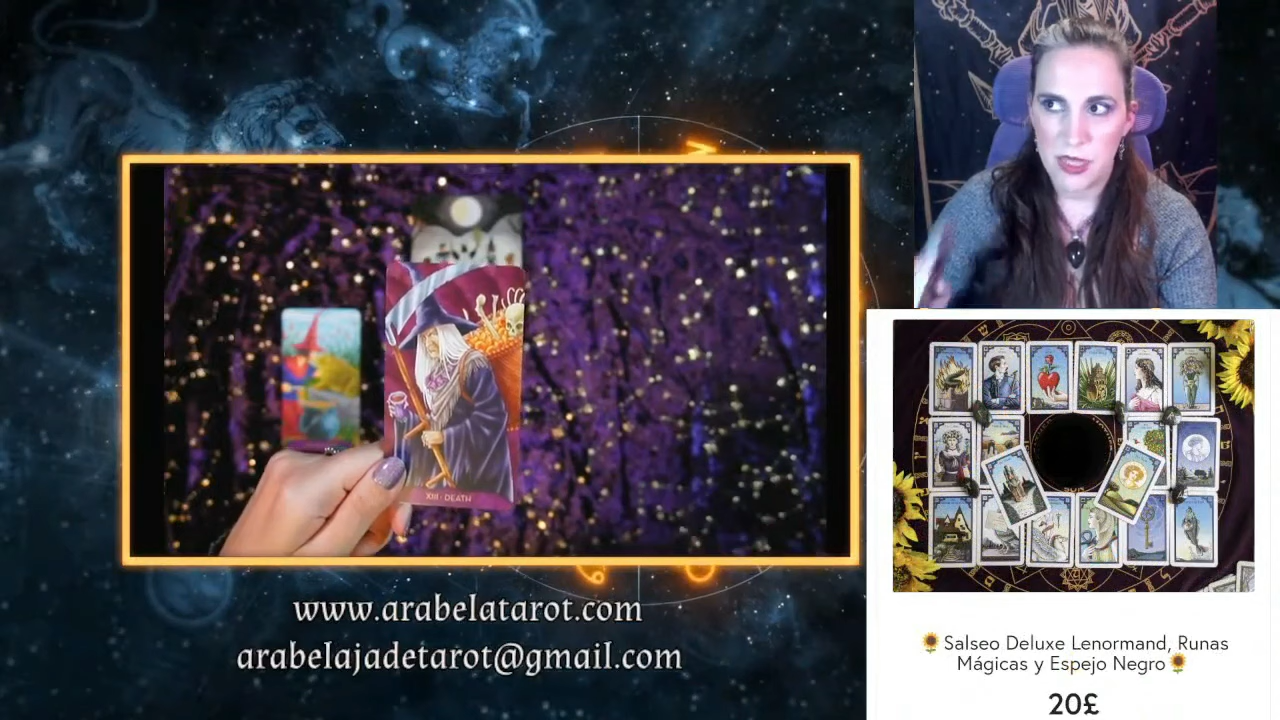 XIII · DEATH
www.arabelatarot.com
arabelajadetarot@gmail.com
🌻Salseo Deluxe Lenormand, Runas
Mágicas y Espejo Negro🌻
20£